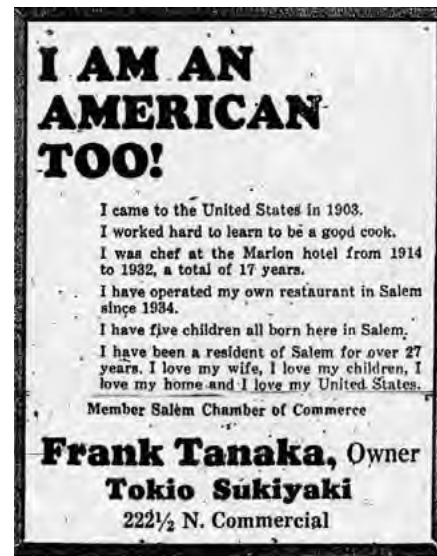 I AM AN
AMERICAN
TOO!
I came to the United States in 1903.
I worked hard to learn to be a good cook.
I was chef at the Marion hotel from 1914
to 1932, a total of 17 years.
I have operated my own restaurant in Salem
since 1934.
I have five children all born here in Salem.
I have been a resident of Salem for over 27
years. I love my wife, I love my children, I
love my home and I love my United States.
Member Salem Chamber of Commerce
Frank Tanaka, Owner
Tokio Sukiyaki
222½ N. Commercial